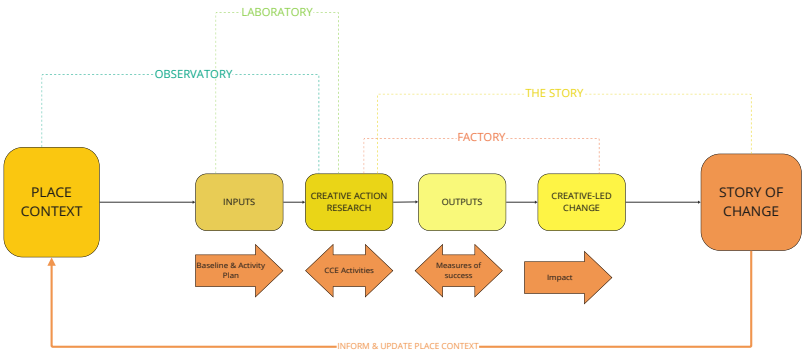 LABORATORY
OBSERVATORY
THE STORY
FACTORY
PLACE
CONTEXT
INPUTS
CREATIVE ACTION
RESEARCH
OUTPUTS
CREATIVE-LED
CHANGE
STORY OF
CHANGE
Baseline & Activity
Plan
CCE Activities
Measures of
success
Impact
INFORM & UPDATE PLACE CONTEXT